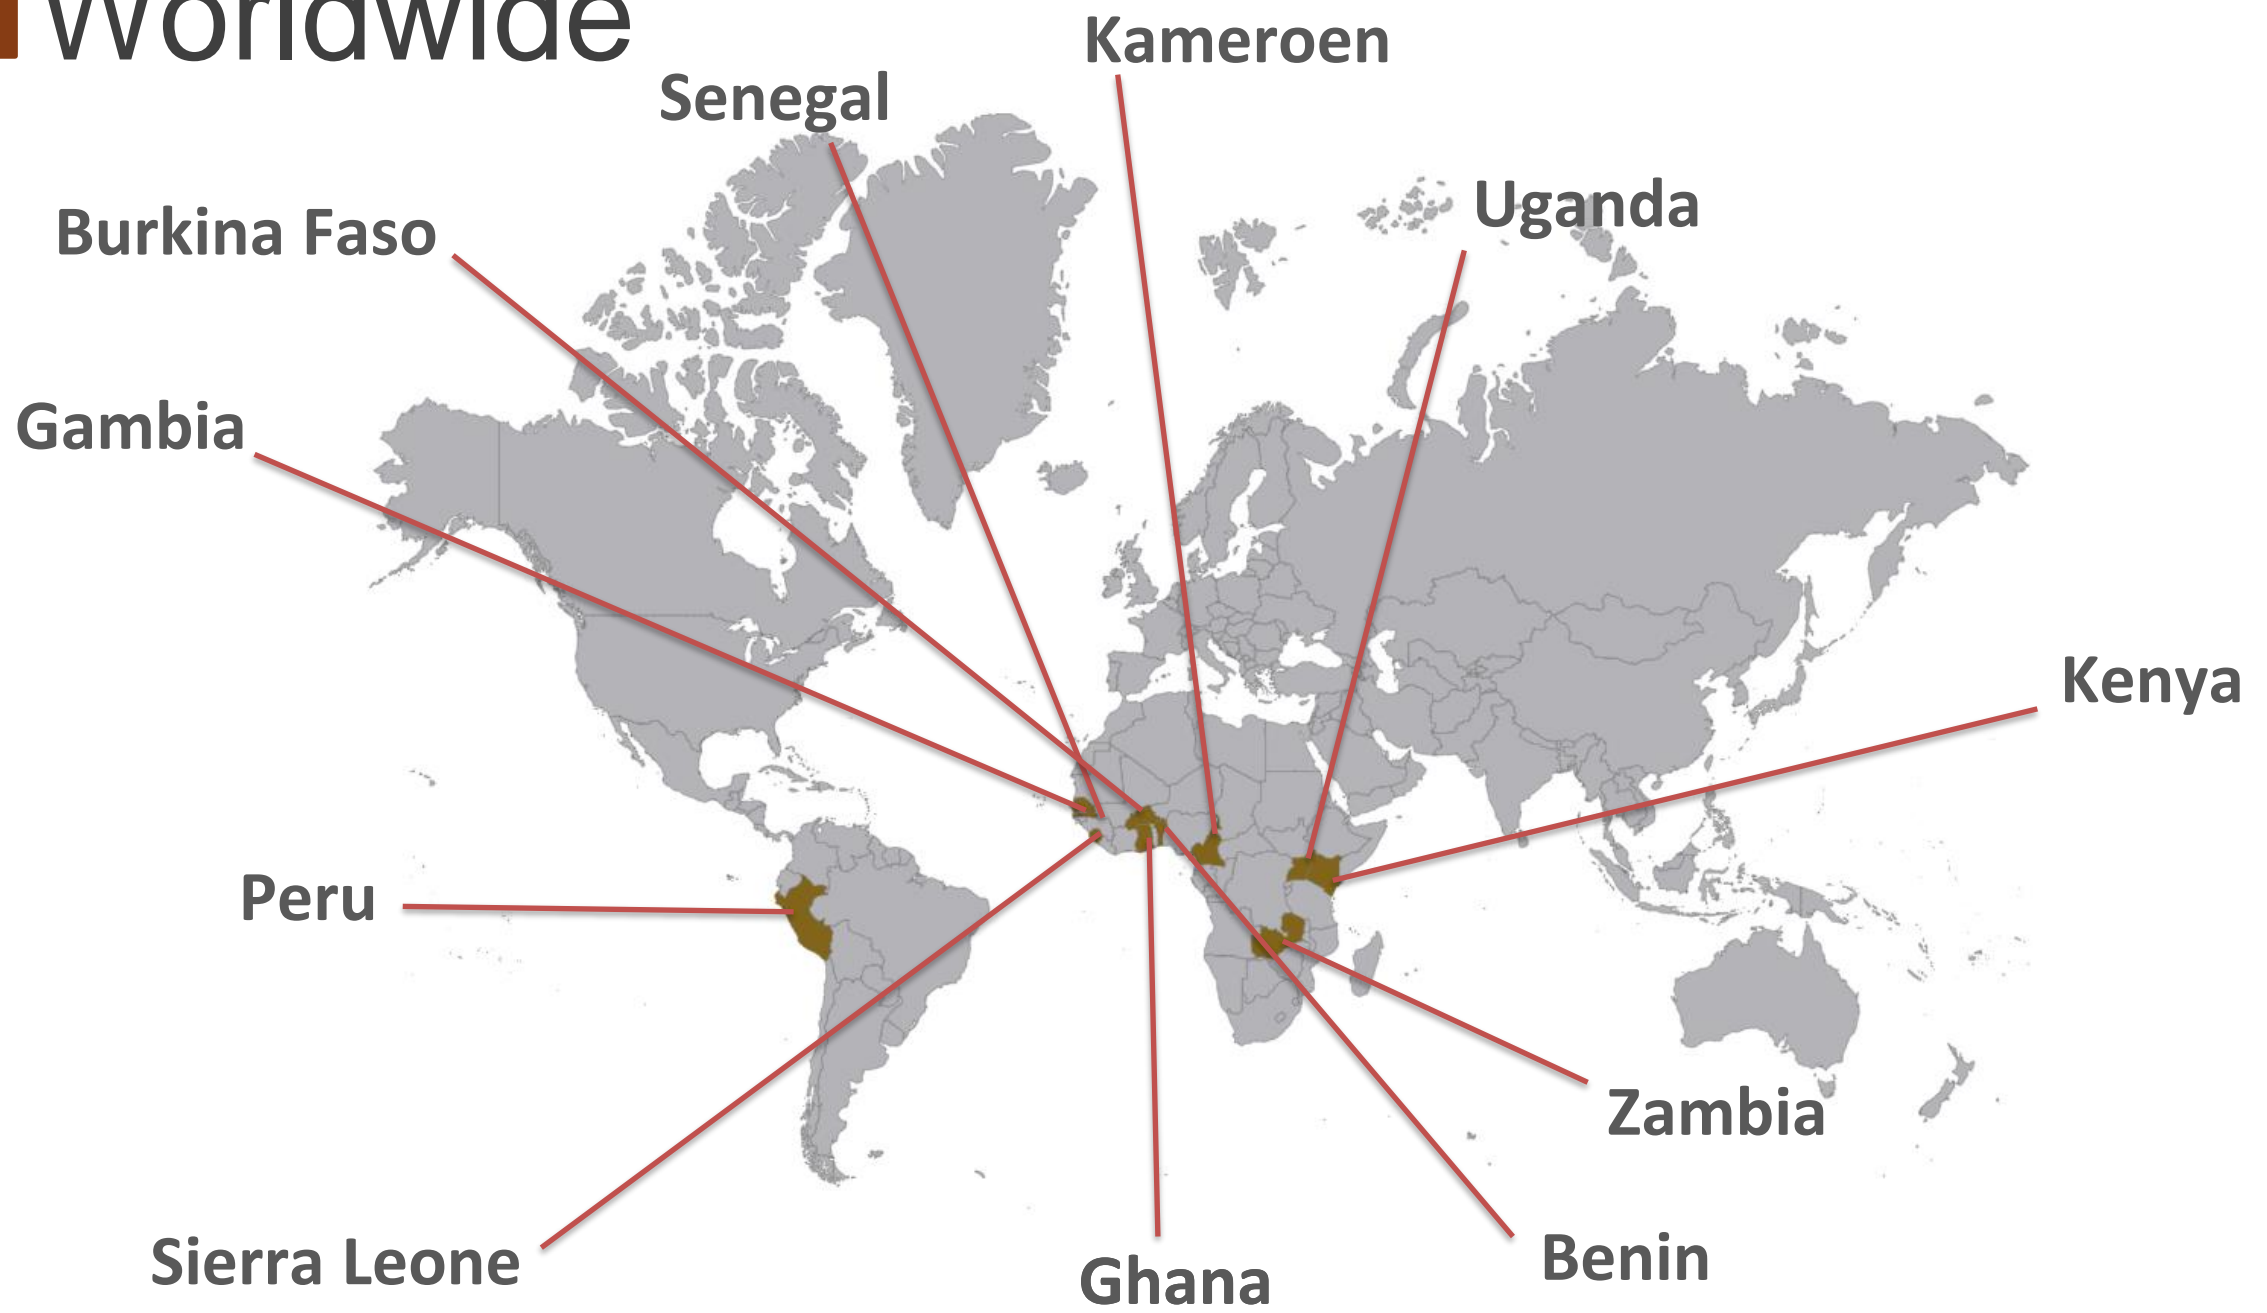 Worldwide
Kameroen
Senegal
Uganda
Burkina Faso
Gambia
Kenya
Peru
Zambia
Sierra Leone
Benin
Ghana